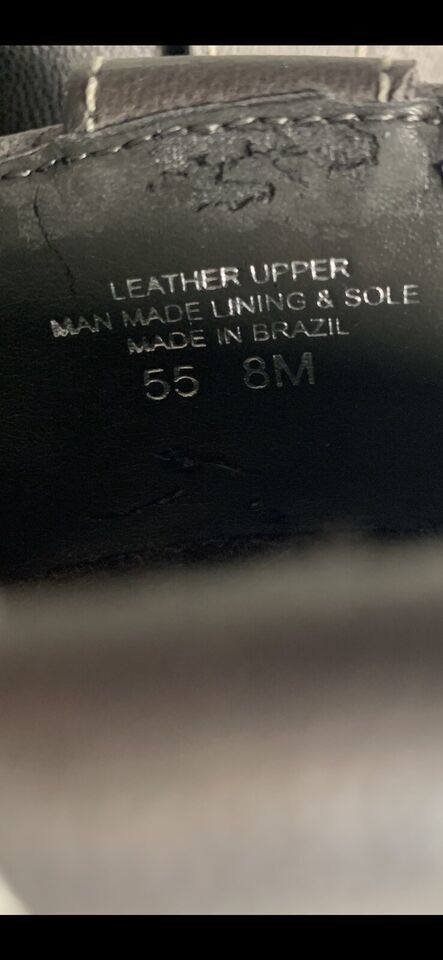 LEATHER UPPER
MAN MADE LINING & SOLE
MADE IN BRAZIL
55 8M